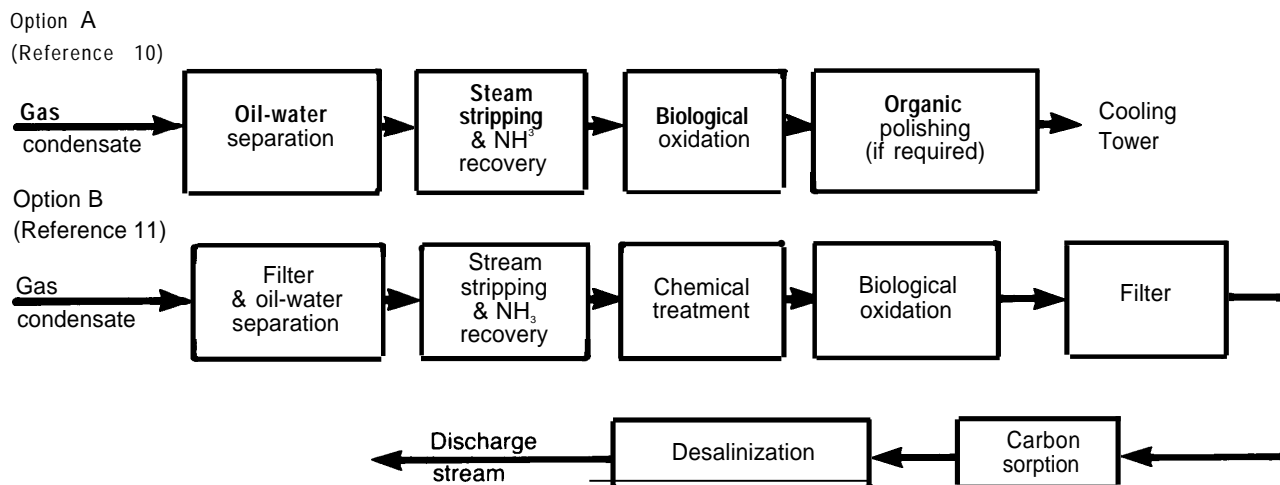 Option A
(Reference 10)
Gas
condensate
Oil-water
separation
Steam
stripping
& NH³
recovery
Biological
oxidation
Organic
polishing
(if required)
Cooling
Tower
Option B
(Reference 11)
Gas
condensate
Filter
& oil-water
separation
Stream
stripping
& NH₃
recovery
Chemical
treatment
Biological
oxidation
Filter
Discharge
stream
Desalinization
Carbon
sorption